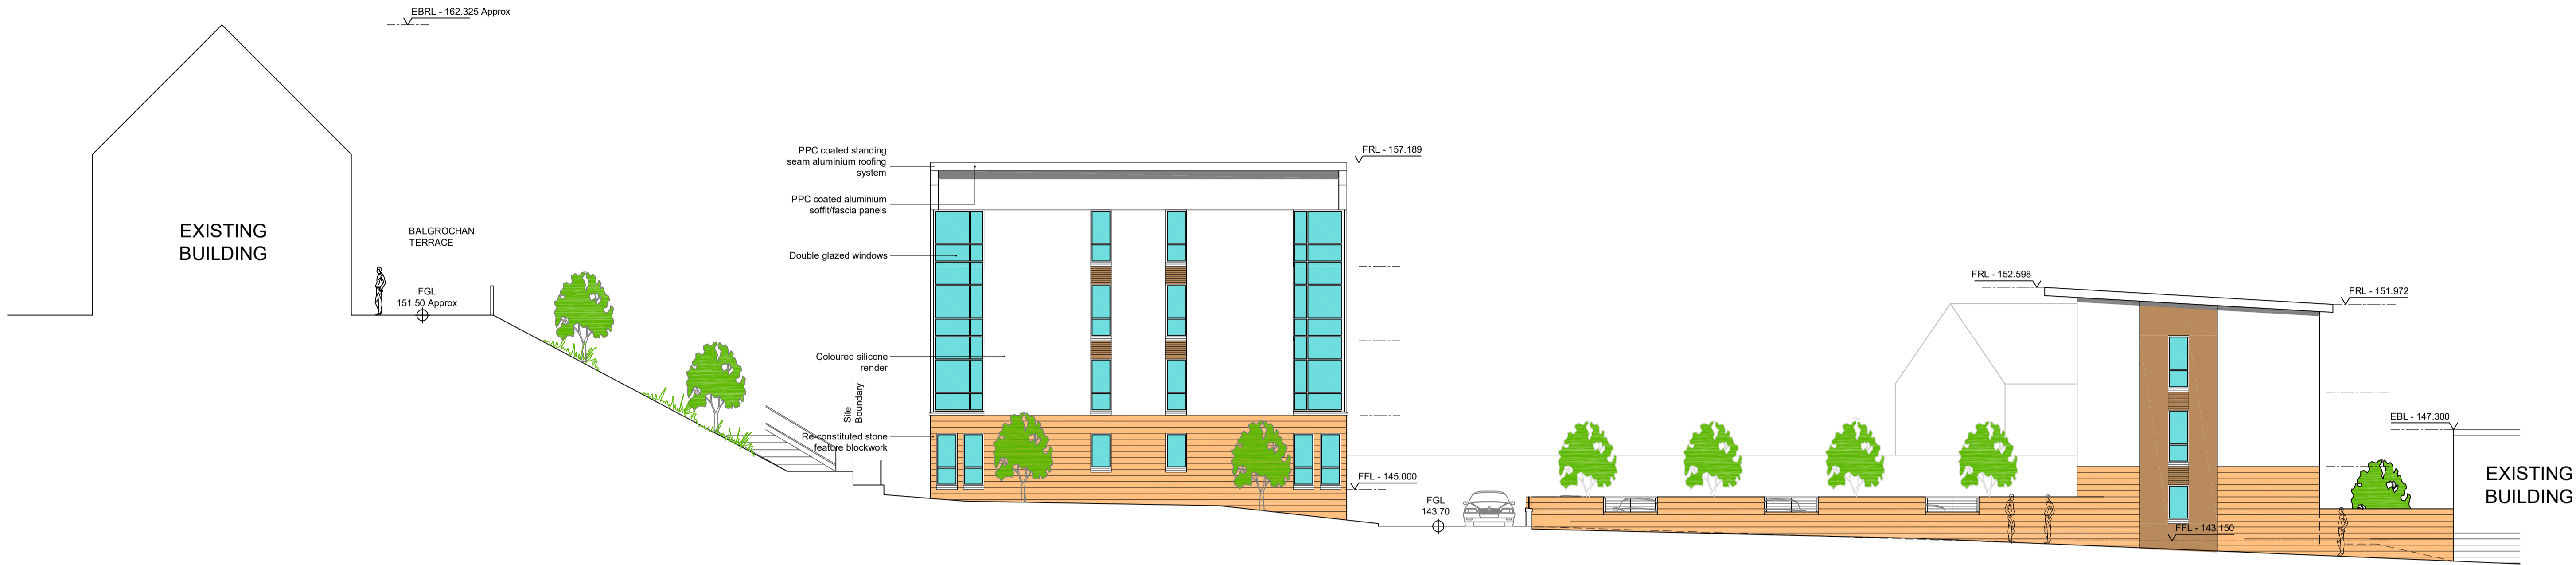 EBRL - 162.325 Approx
EXISTING
BUILDING
BALGROCHAN
TERRACE
FGL
151.50 Approx
PPC coated standing
seam aluminium roofing
system
PPC coated aluminium
soffit/fascia panels
Double glazed windows
Coloured silicone
render
Site
Boundary
Re-constituted stone
feature blockwork
FRL - 157.189
FFL - 145.000
FGL
143.70
FRL - 152.598
FRL - 151.972
EBL - 147.300
FFL - 143.150
EXISTING
BUILDING